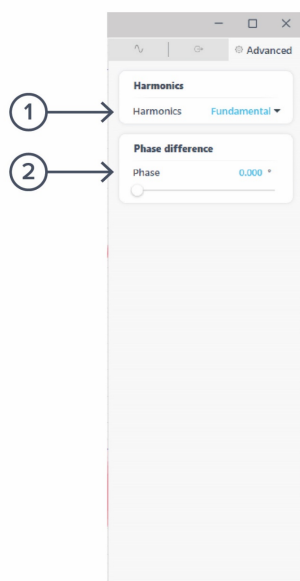 Advanced
Harmonics
1
Harmonics Fundamental
Phase difference
2
Phase 0.000 °